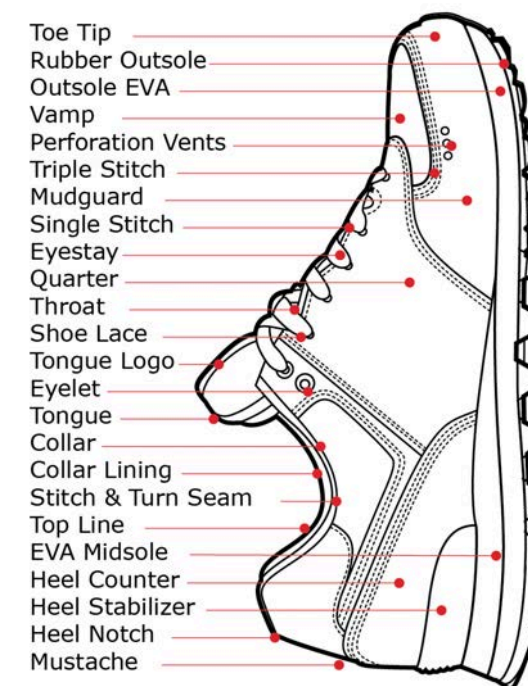 Toe Tip
Rubber Outsole
Outsole EVA
Vamp
Perforation Vents
Triple Stitch
Mudguard
Single Stitch
Eyestay
Quarter
Throat
Shoe Lace
Tongue Logo
Eyelet
Tongue
Collar
Collar Lining
Stitch & Turn Seam
Top Line
EVA Midsole
Heel Counter
Heel Stabilizer
Heel Notch
Mustache